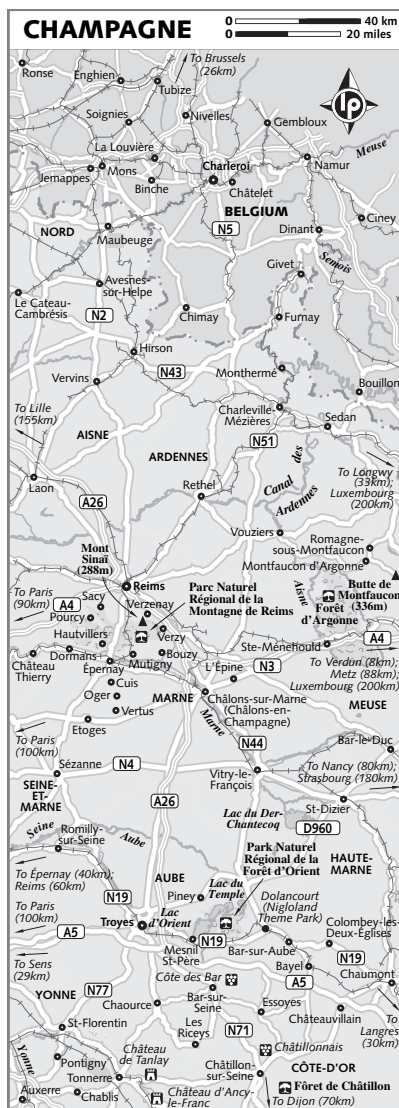 CHAMPAGNE
0 40 km
0 20 miles
lp
To Brussels
(26km)
Ronse
Enghien
Tubize
Soignies
Nivelles
Gembloux
Meuse
La Louvière
Jemappes
Mons
Charleroi
Namur
Binche
Châtelet
BELGIUM
Ciney
NORD
N5
Dinant
Maubeuge
Semois
Givet
Avesnes-
sur-Helpe
Le Cateau-
Cambrésis
N2
Chimay
Fumay
Hirson
N43
Monthermé
Vervins
Bouillon
To Lille
(155km)
Charleville-
Mézières
Sedan
AISNE
N51
ARDENNES
To Longwy
(33km);
Luxembourg
(200km)
Laon
Rethel
Canal des
Ardennes
A26
Vouziers
Romagne-
sous-Montfaucon
Mont
Sinaï
(288m)
Montfaucon d'Argonne
Aisne
Butte de
Montfaucon
(336m)
Reims
Parc Naturel
Régional de la
Montagne de Reims
Forêt
d'Argonne
To Paris
(90km)
Sacy
Verzenay
A4
Pourcy
Verzy
A4
Hautvillers
Ste-Ménehould
Château
Thierry
Dormans
Mutigny
Bouzy
L'Épine
N3
To Verdun (8km);
Metz (88km);
Luxembourg (200km)
Épernay
Cuis
Oger
MARNE
Châlons-sur-Marne
(Châlons-en-
Champagne)
MEUSE
Vertus
Marne
Etoges
To Paris
(100km)
N44
Bar-le-Duc
Sézanne
N4
Vitry-le-
François
To Nancy (80km);
Strasbourg (180km)
SEINE-
ET-
MARNE
A26
St-Dizier
Lac du Der-
Chantecoq
D960
Seine
Romilly-
sur-Seine
Aube
Park Naturel
Régional de la
Forêt d'Orient
HAUTE-
MARNE
To Épernay (40km);
Reims (60km)
AUBE
Lac du
Temple
N19
Piney
Dolancourt
(Nigloland
Theme Park)
To Paris
(100km)
Lac
d'Orient
Colombey-les-
Deux-Églises
Troyes
A5
N19
Mesnil
St-Père
Bar-sur-Aube
N19
To Sens
(29km)
Bayel
Côte des Bar
A5
Chaumont
YONNE
N77
Chaource
Bar-sur-
Seine
Essoyes
Châteauvillain
St-Florentin
Les
Riceys
N71
To
Langres
(30km)
Yonne
Pontigny
Château
de Tanlay
Châtillonnais
Tonnerre
Châtillon-
sur-Seine
CÔTE-D'OR
Fôret de Châtillon
Auxerre
Chablis
Château d'Ancy-
le-Franc
To Dijon (70km)